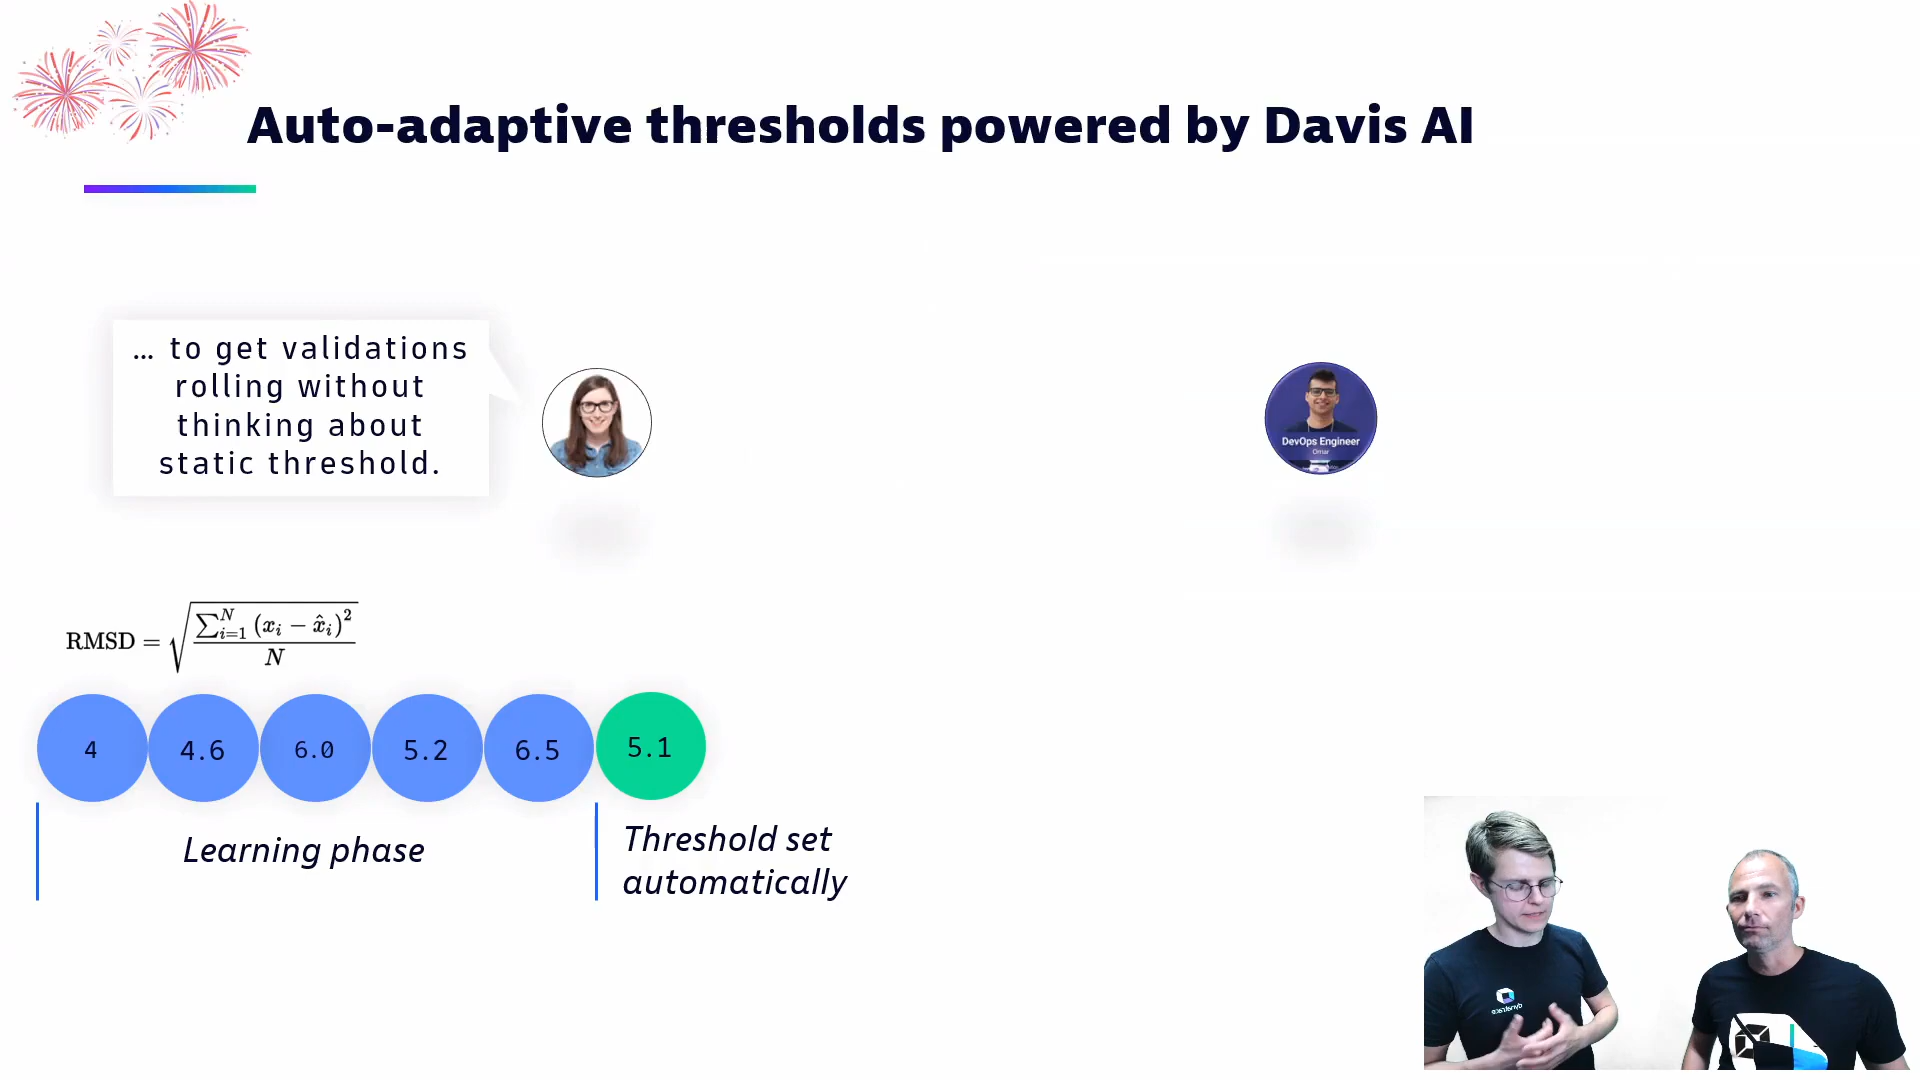 Auto-adaptive thresholds powered by Davis AI
... to get validations
rolling without
thinking about
static threshold.
DevOps Engineer
Omar
RMSD = √(∑ᵢ₌₁ᴺ (xᵢ − x̂ᵢ)² / N)
4 4.6 6.0 5.2 6.5 5.1
Learning phase
Threshold set
automatically